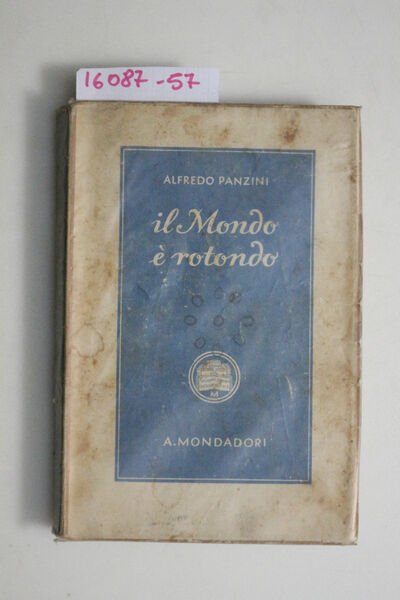 16087-57
ALFREDO PANZINI
il Mondo
è rotondo
M
A. MONDADORI